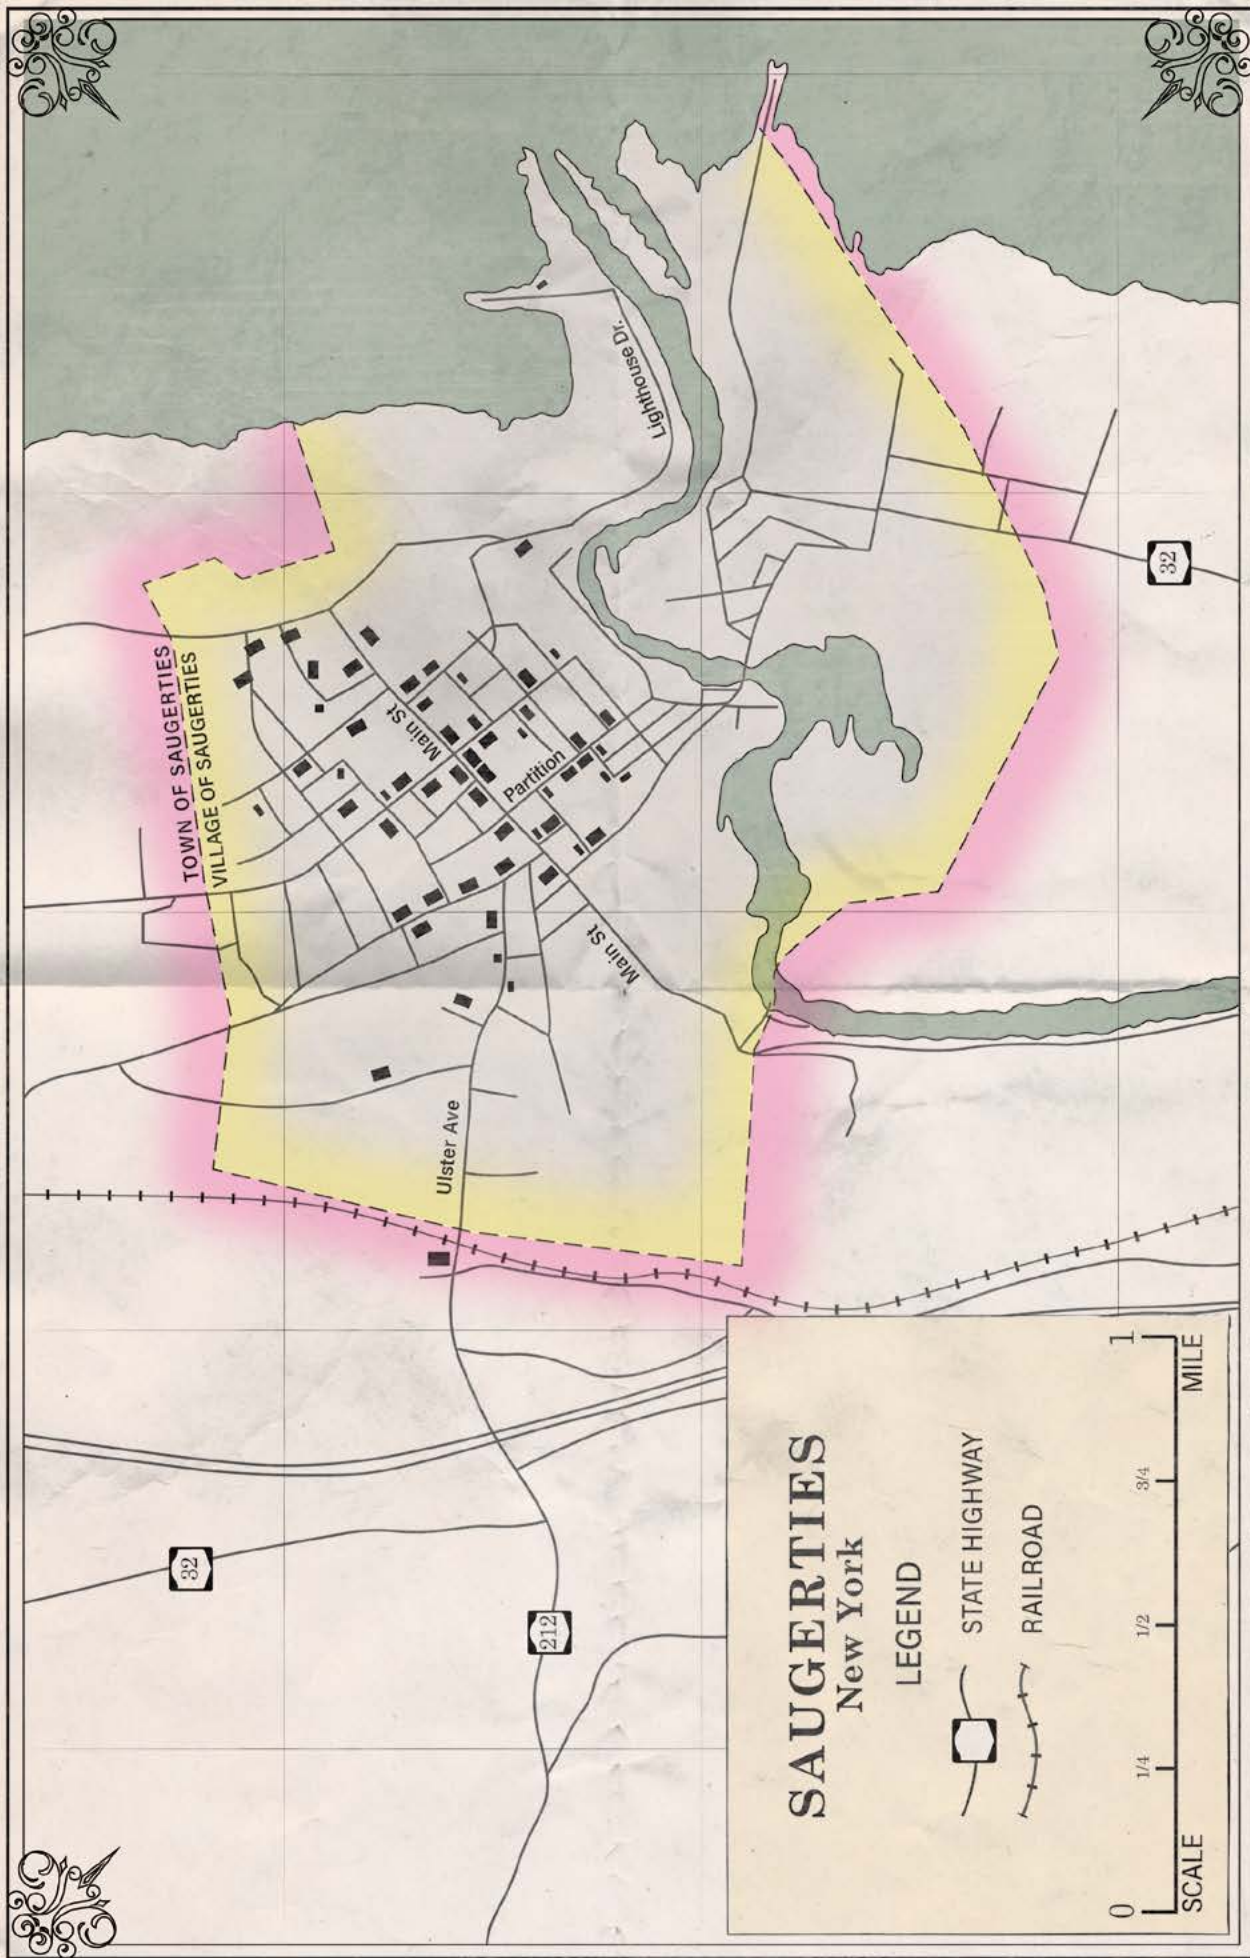 TOWN OF SAUGERTIES
VILLAGE OF SAUGERTIES
Main St
Partition
Lighthouse Dr.
Main St
Ulster Ave
32
212
32
SAUGERTIES
New York
LEGEND
STATE HIGHWAY
RAILROAD
0 1/4 1/2 3/4 1
SCALE MILE